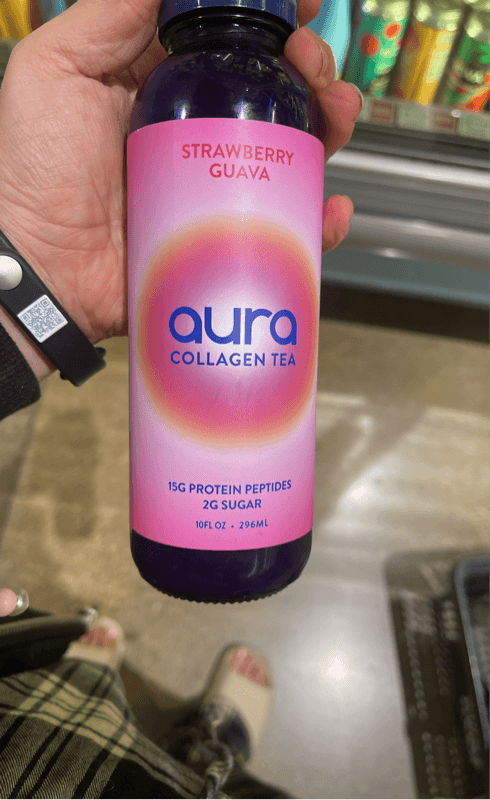 STRAWBERRY
GUAVA
aura
COLLAGEN TEA
15G PROTEIN PEPTIDES
2G SUGAR
10FL OZ • 296ML